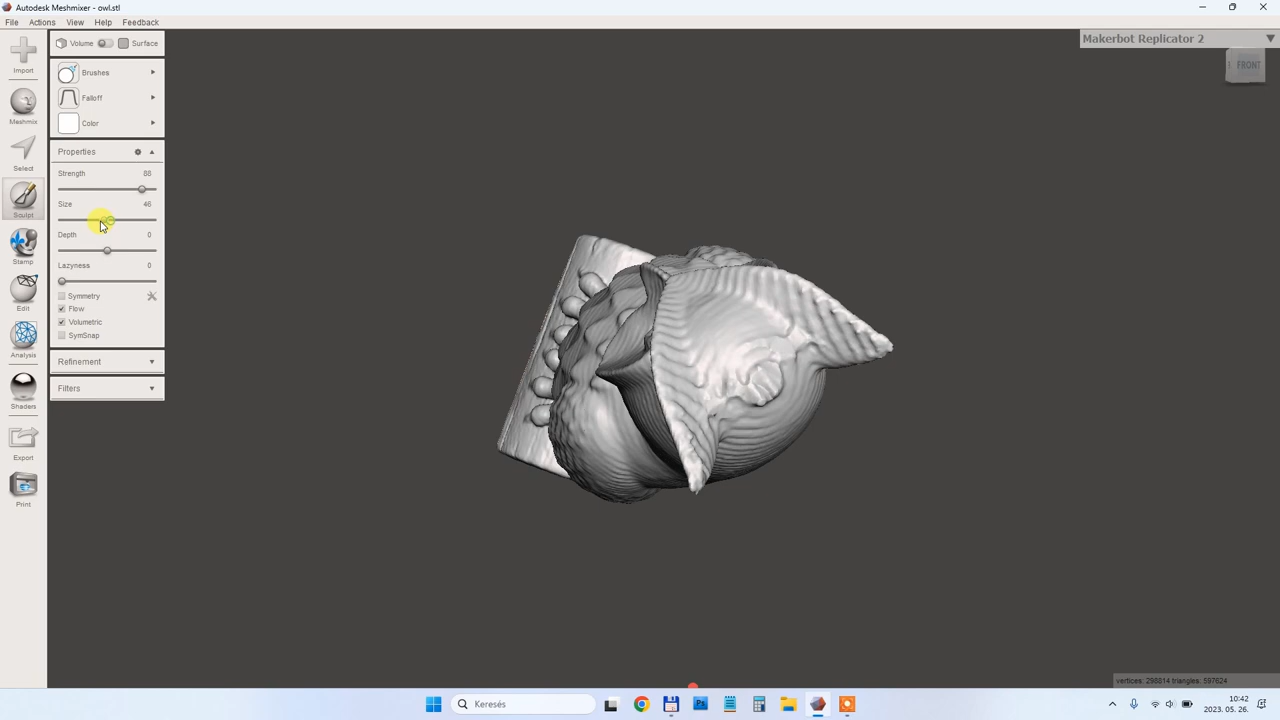 Autodesk Meshmixer - owl.stl
File Actions View Help Feedback
Makerbot Replicator 2
FRONT
Import
Meshmix
Select
Sculpt
Stamp
Edit
Analysis
Shaders
Export
Print
Volume Surface
Brushes
Falloff
Color
Properties
Strength 88
Size 46
Depth 0
Lazyness 0
Symmetry
Flow
Volumetric
SymSnap
Refinement
Filters
vertices: 298814 triangles: 597624
Keresés
10:42
2023. 05. 26.